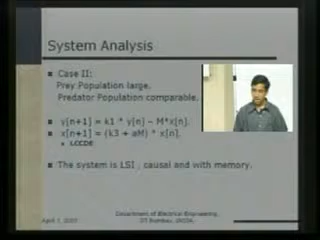 System Analysis
Case II:
Prey Population large.
Predator Population comparable.
y[n+1] = k1 * y[n] – M*x[n].
x[n+1] = (k3 + aM) * x[n].
LCCDE
The system is LSI , causal and with memory.
April 1, 2007
Department of Electrical Engineering,
IIT Bombay, INDIA.